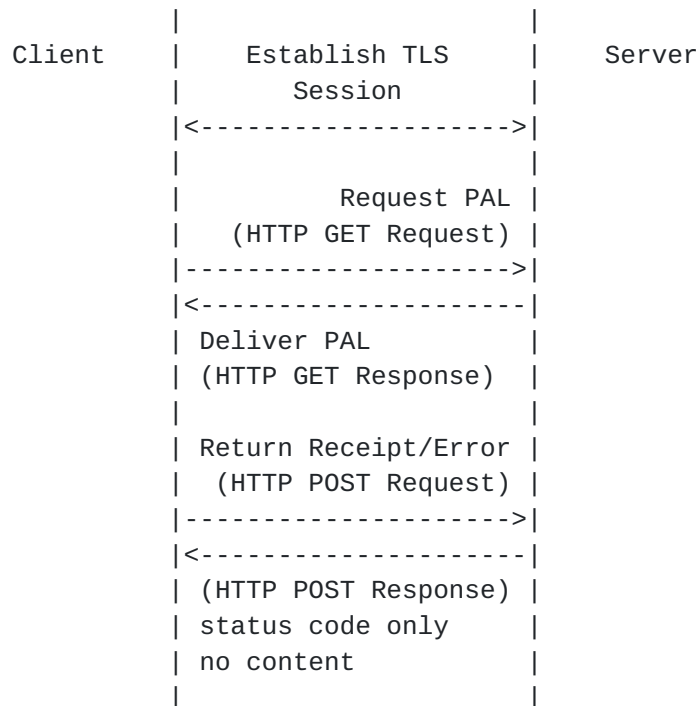 Client Establish TLS Server
Session
Request PAL
(HTTP GET Request)
Deliver PAL
(HTTP GET Response)
Return Receipt/Error
(HTTP POST Request)
(HTTP POST Response)
status code only
no content